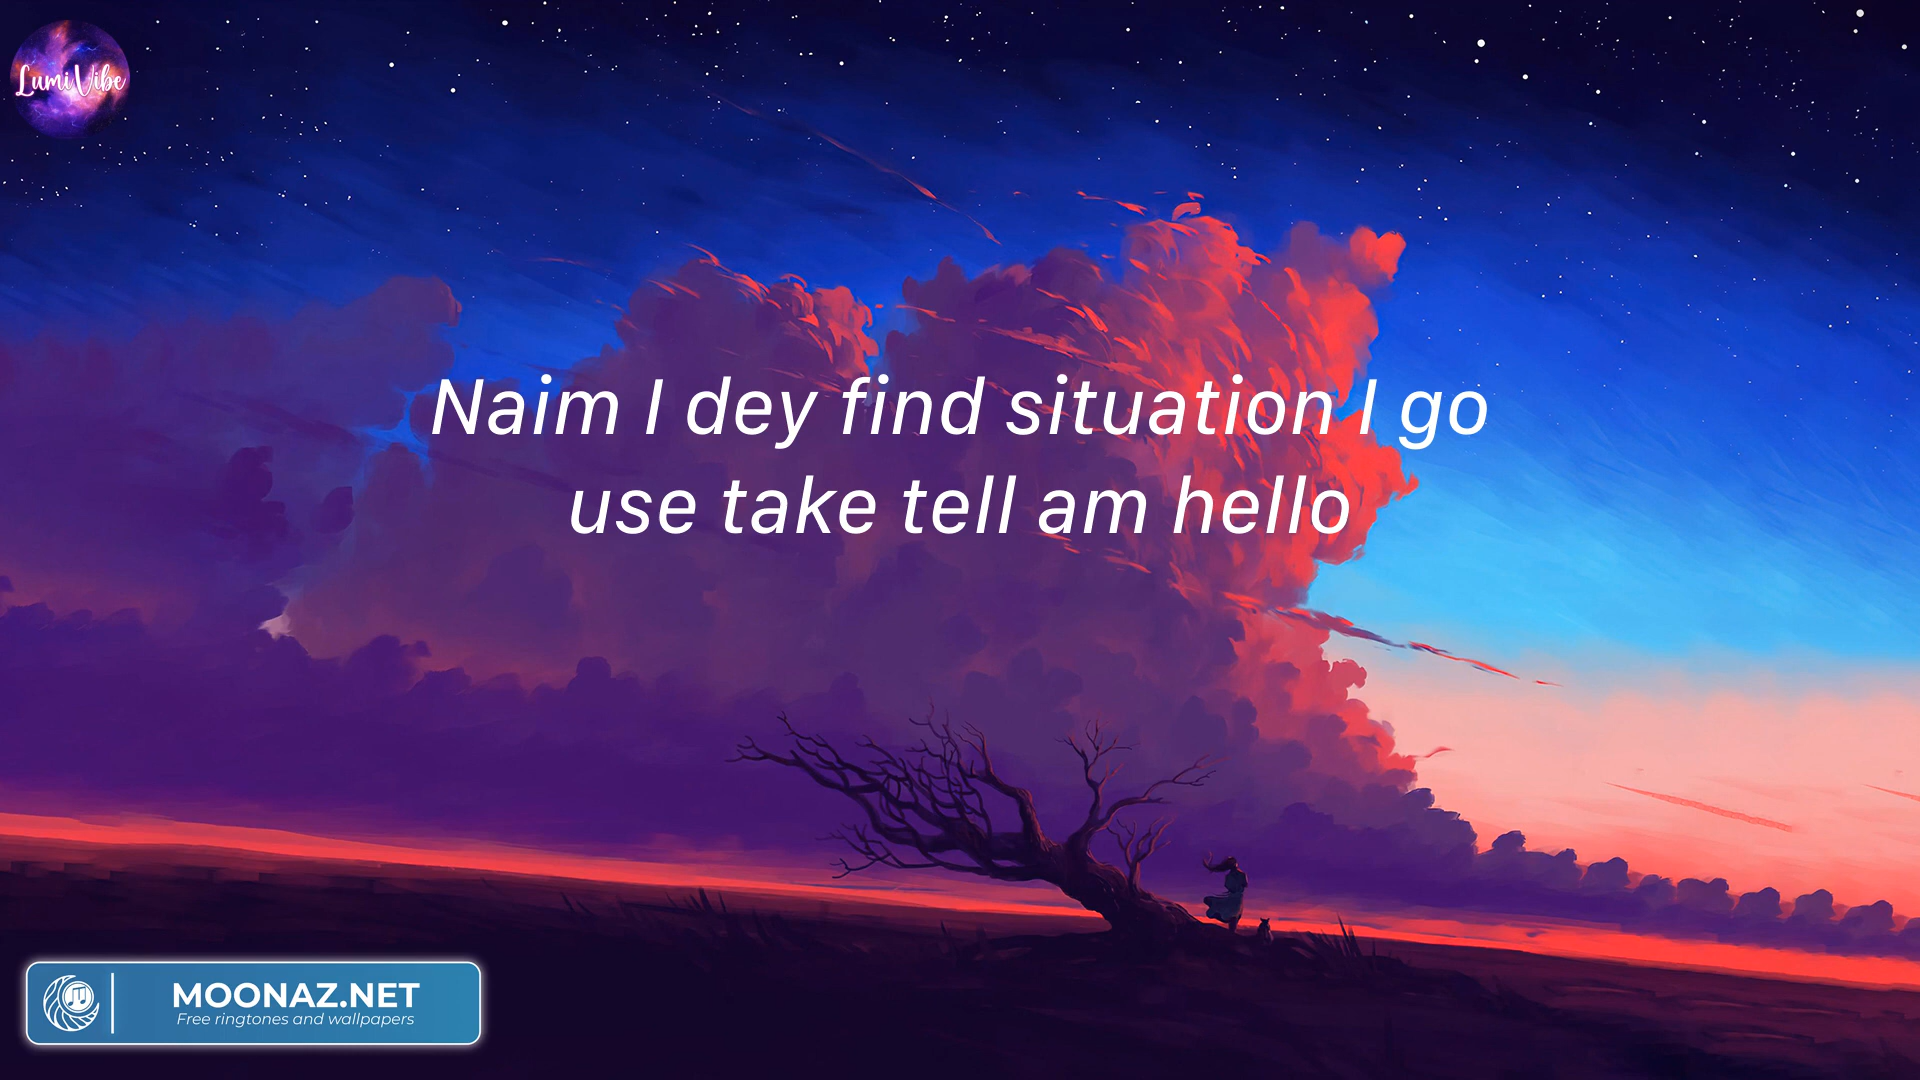 LumiVibe
Naim I dey find situation I go
use take tell am hello
MOONAZ.NET
Free ringtones and wallpapers